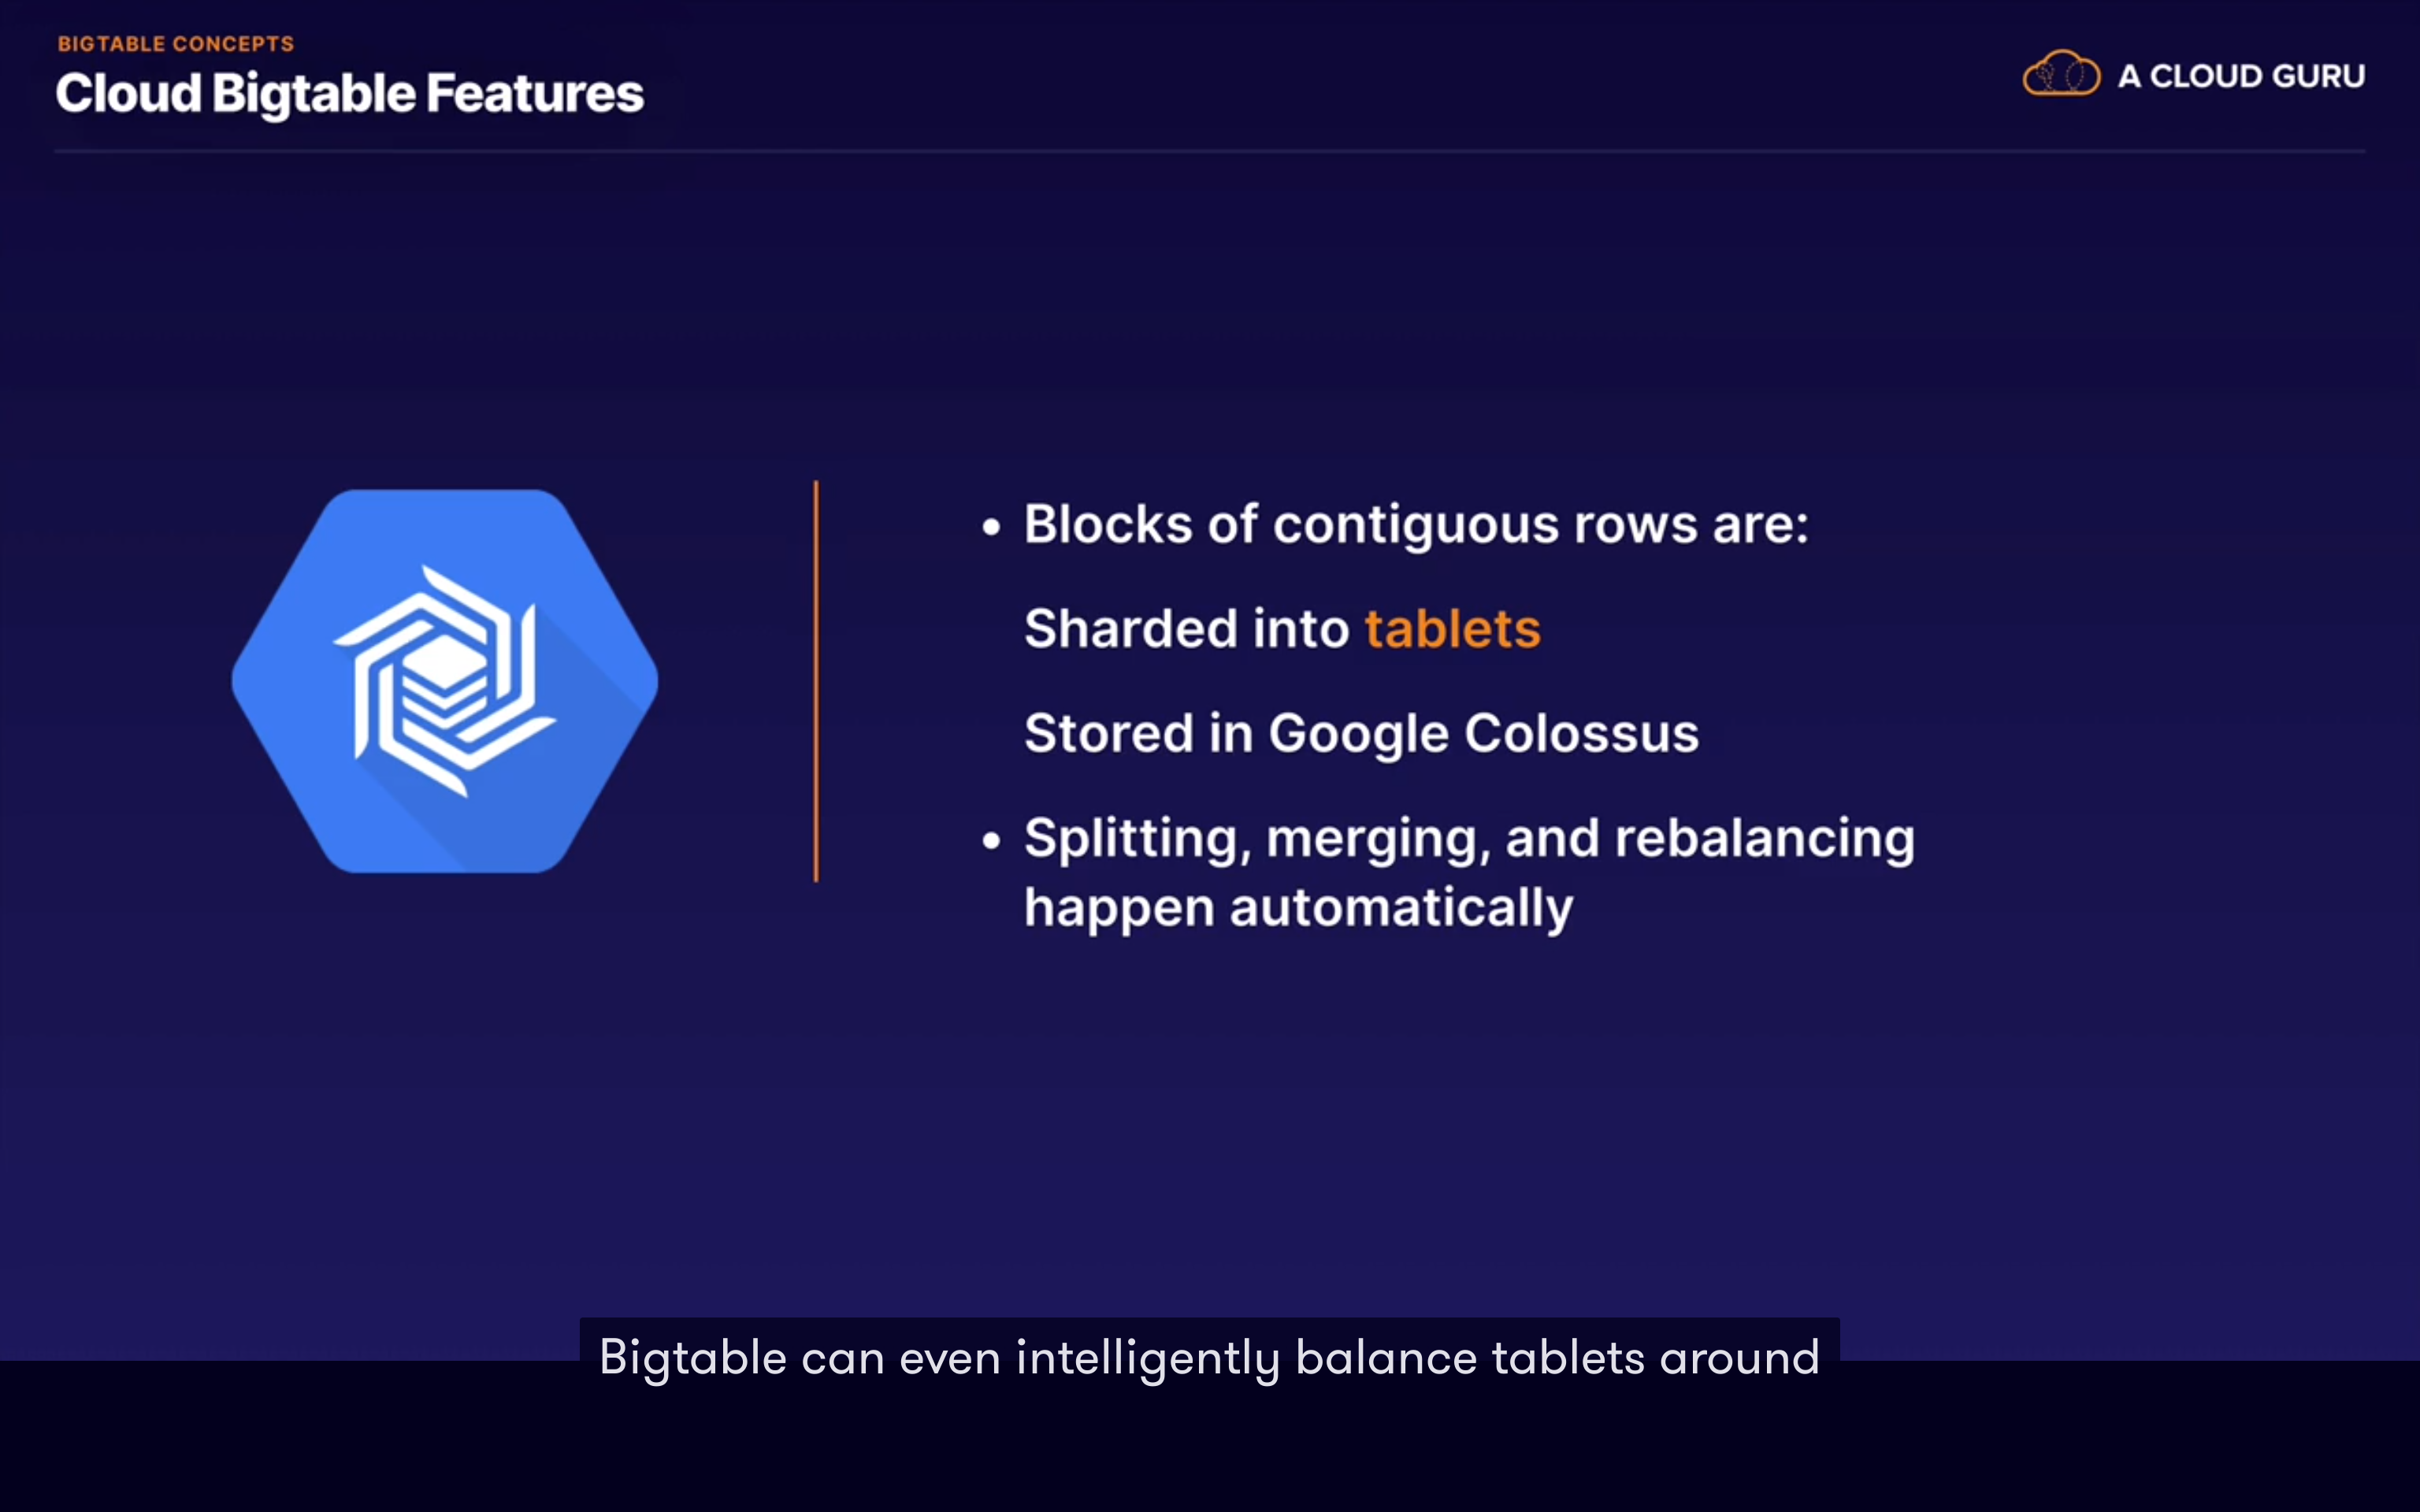 BIGTABLE CONCEPTS
Cloud Bigtable Features
A CLOUD GURU
• Blocks of contiguous rows are:
Sharded into tablets
Stored in Google Colossus
• Splitting, merging, and rebalancing
happen automatically
Bigtable can even intelligently balance tablets around